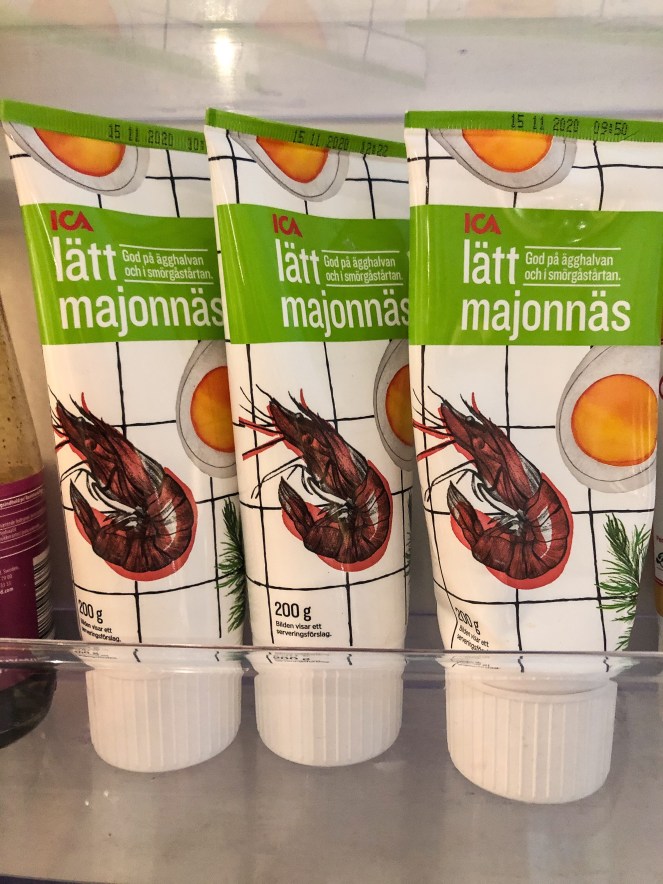 15 11 2020
ICA
lätt
God på ägghalvan
och i smörgåstårtan.
majonnäs
200 g
Bilden visar ett
serveringsförslag.
15 11 2020 12:22
ICA
lätt
God på ägghalvan
och i smörgåstårtan.
majonnäs
200 g
Bilden visar ett
serveringsförslag.
15 11 2020 09:50
ICA
lätt
God på ägghalvan
och i smörgåstårtan.
majonnäs
200 g
Bilden visar ett
serveringsförslag.